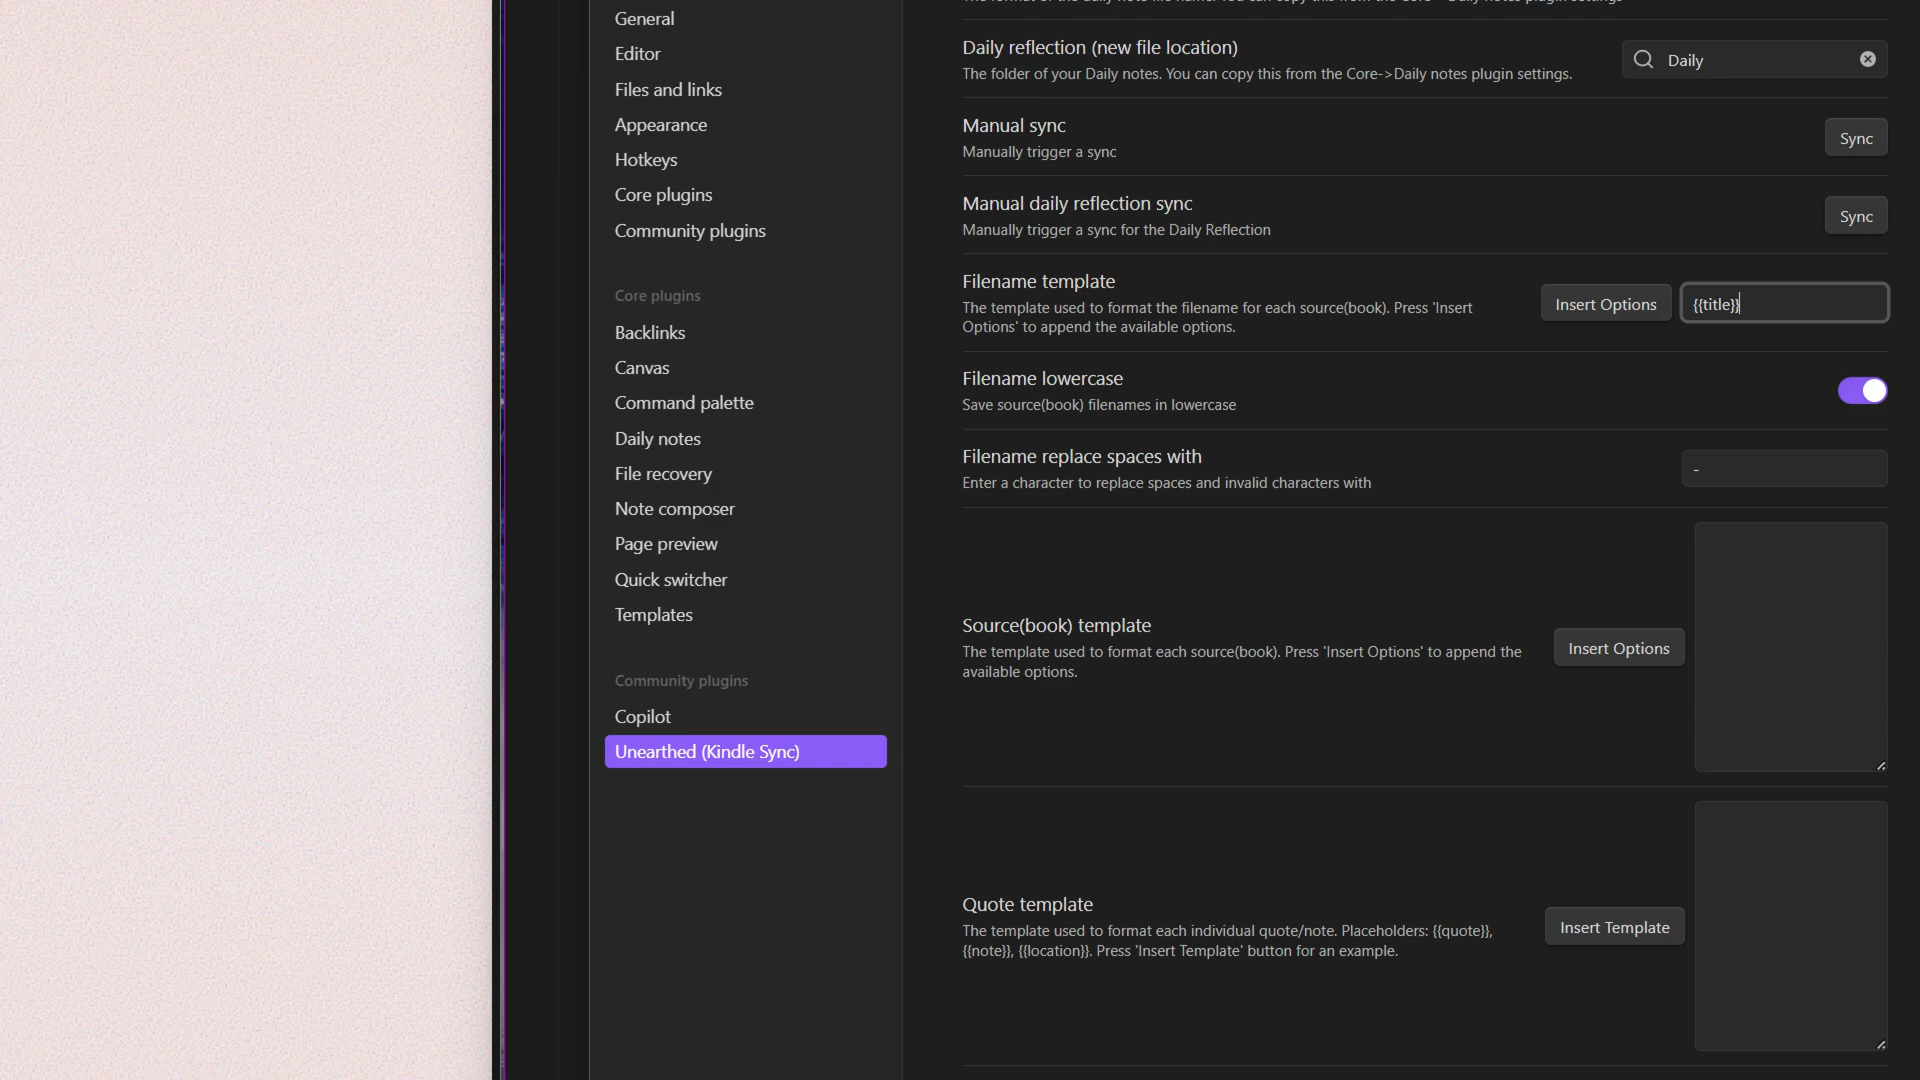 General
Editor
Files and links
Appearance
Hotkeys
Core plugins
Community plugins
Core plugins
Backlinks
Canvas
Command palette
Daily notes
File recovery
Note composer
Page preview
Quick switcher
Templates
Community plugins
Copilot
Unearthed (Kindle Sync)
Daily reflection (new file location)
The folder of your Daily notes. You can copy this from the Core->Daily notes plugin settings.
Daily
Manual sync
Manually trigger a sync
Sync
Manual daily reflection sync
Manually trigger a sync for the Daily Reflection
Sync
Filename template
The template used to format the filename for each source(book). Press 'Insert
Options' to append the available options.
Insert Options
{{title}}
Filename lowercase
Save source(book) filenames in lowercase
Filename replace spaces with
Enter a character to replace spaces and invalid characters with
-
Source(book) template
The template used to format each source(book). Press 'Insert Options' to append the
available options.
Insert Options
Quote template
The template used to format each individual quote/note. Placeholders: {{quote}},
{{note}}, {{location}}. Press 'Insert Template' button for an example.
Insert Template